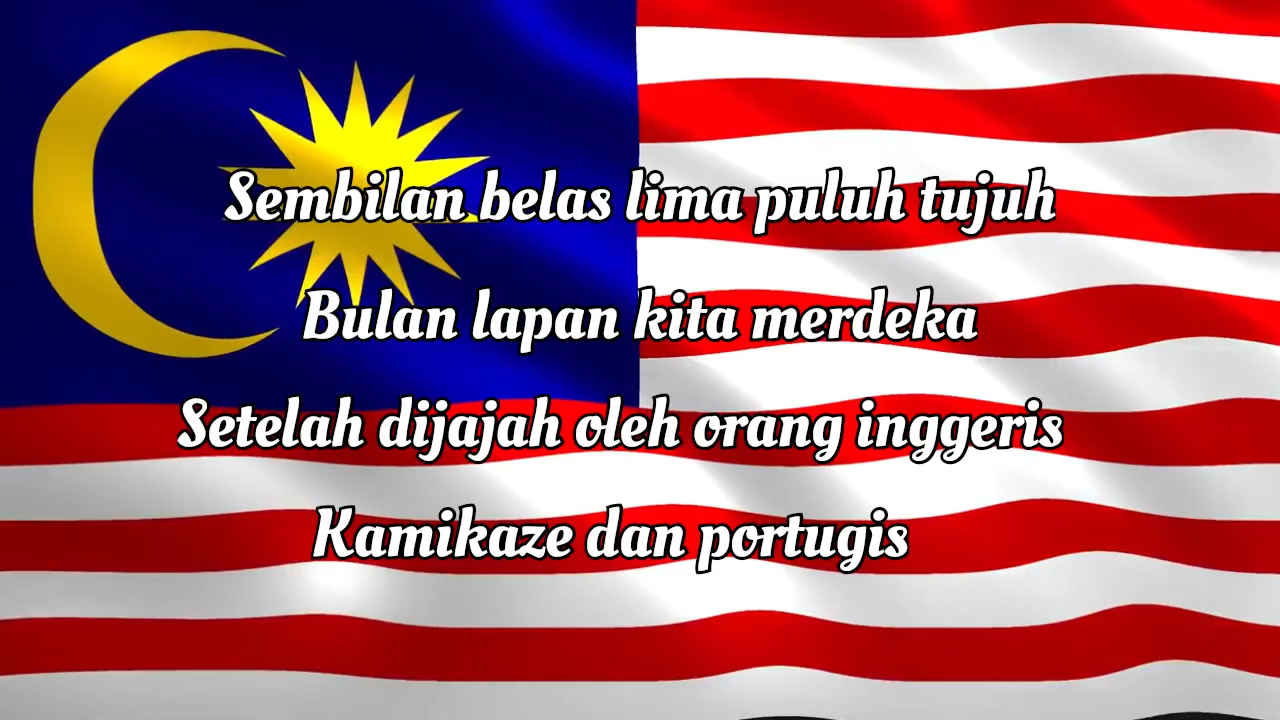 Sembilan belas lima puluh tujuh
Bulan lapan kita merdeka
Setelah dijajah oleh orang inggeris
Kamikaze dan portugis